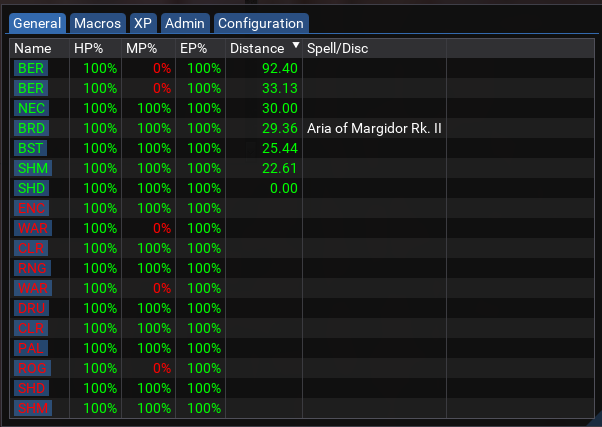 General Macros XP Admin Configuration
Name HP% MP% EP% Distance Spell/Disc
BER 100% 0% 100% 92.40
BER 100% 0% 100% 33.13
NEC 100% 100% 100% 30.00
BRD 100% 100% 100% 29.36 Aria of Margidor Rk. II
BST 100% 100% 100% 25.44
SHM 100% 100% 100% 22.61
SHD 100% 100% 100% 0.00
ENC 100% 100% 100%
WAR 100% 0% 100%
CLR 100% 100% 100%
RNG 100% 100% 100%
WAR 100% 0% 100%
DRU 100% 100% 100%
CLR 100% 100% 100%
PAL 100% 100% 100%
ROG 100% 0% 100%
SHD 100% 100% 100%
SHM 100% 100% 100%